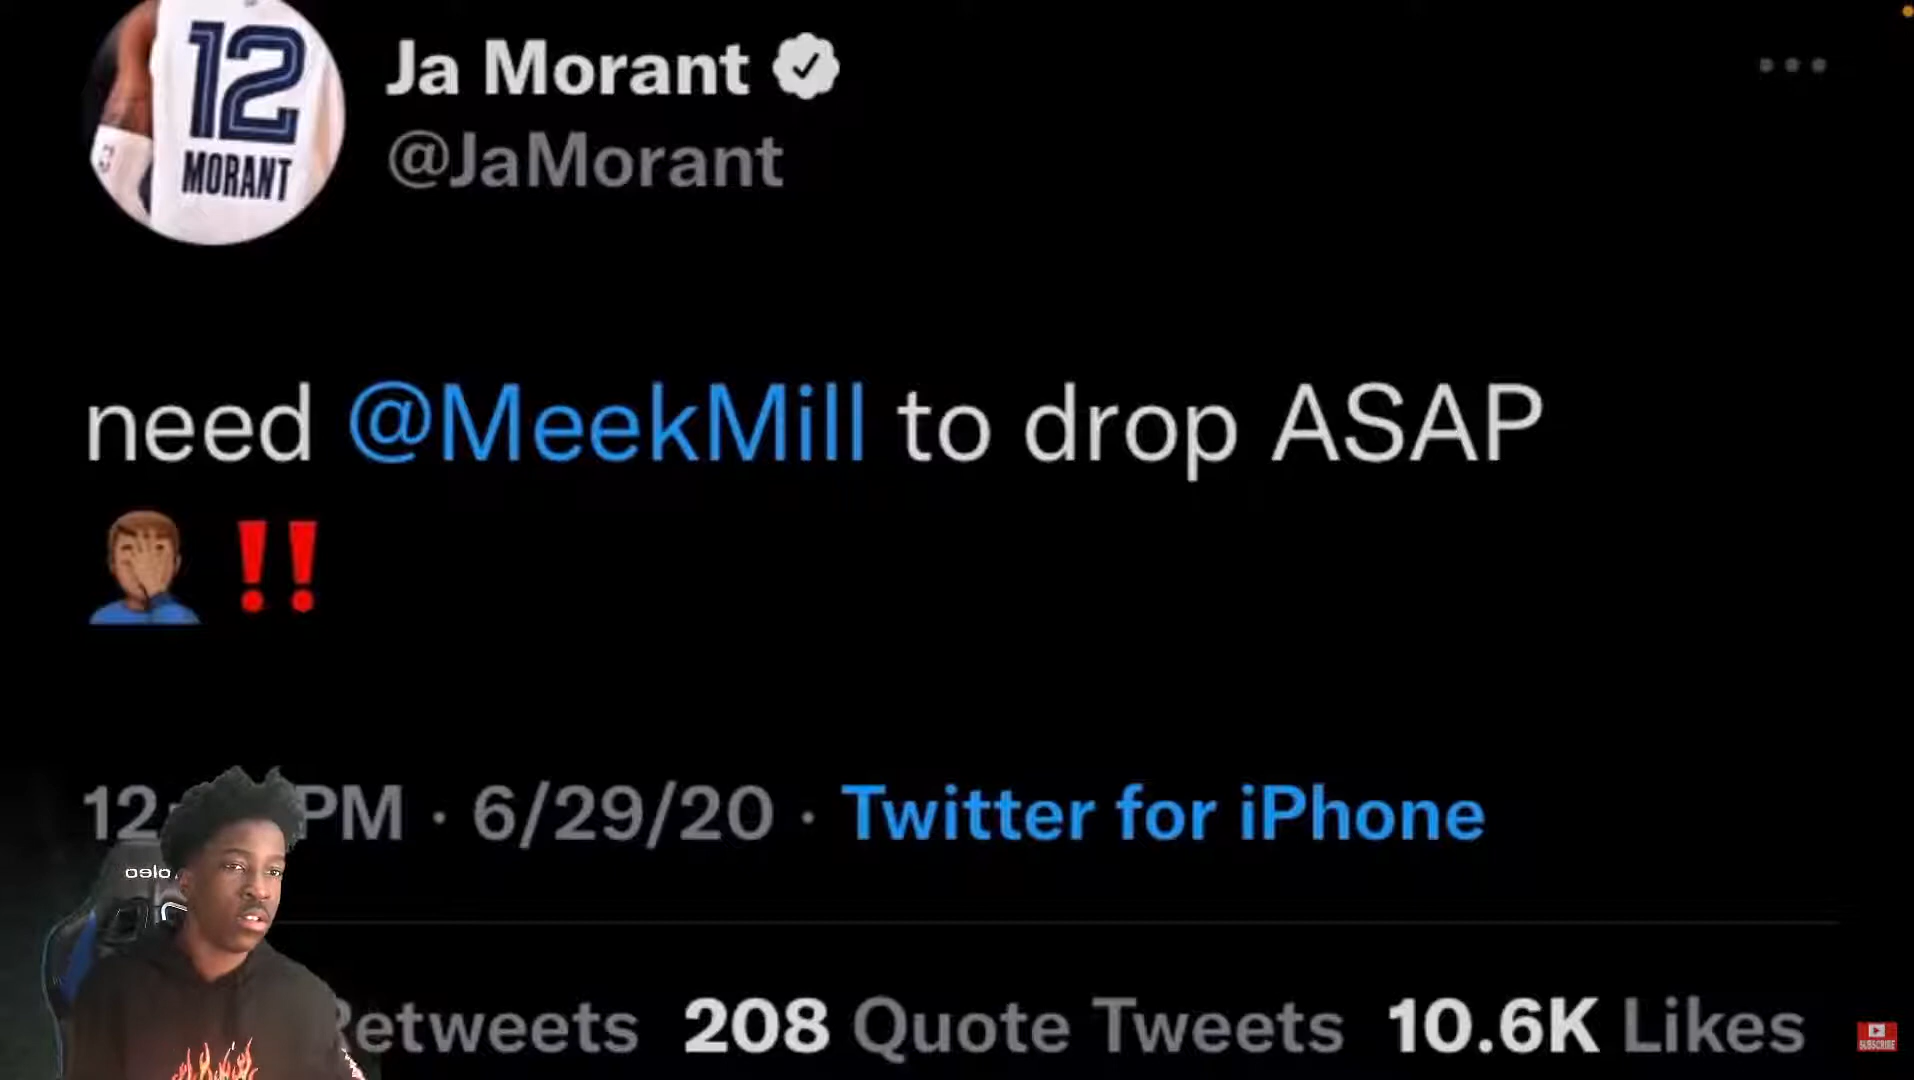 12
MORANT
Ja Morant
@JaMorant
need @MeekMill to drop ASAP
🤦🏽‍♂️ ‼️
PM · 6/29/20 · Twitter for iPhone
208 Quote Tweets 10.6K Likes
SUBSCRIBE